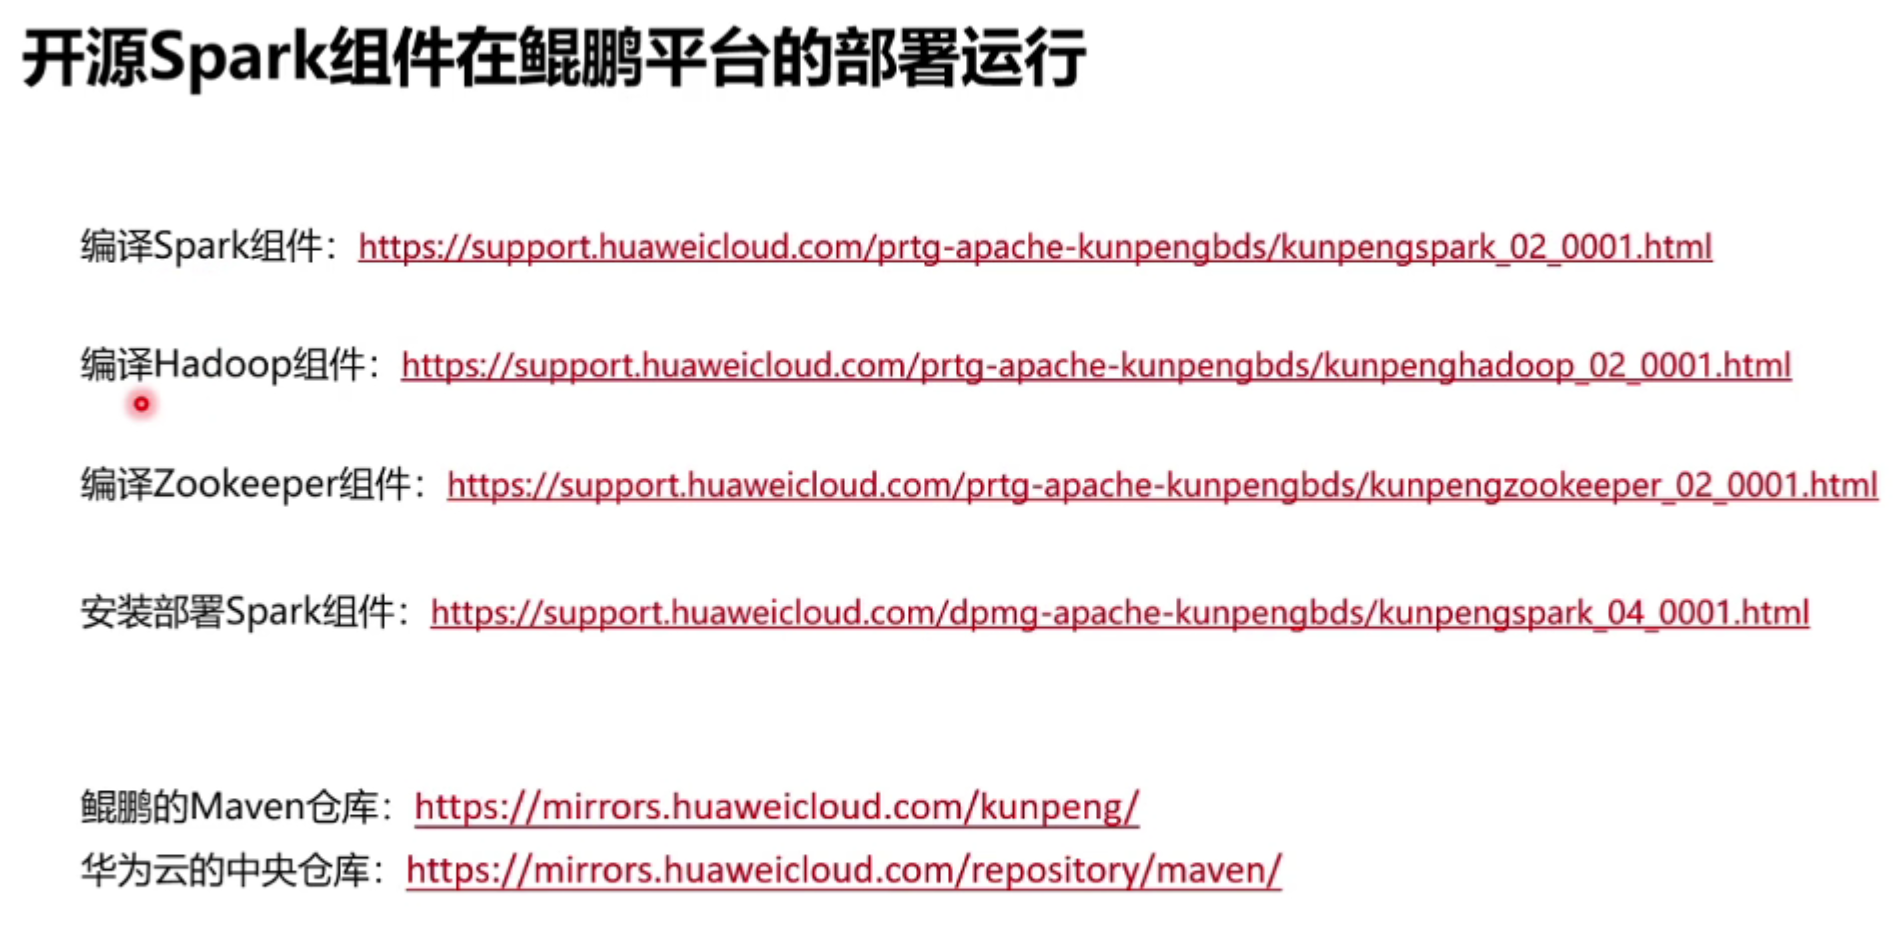 开源Spark组件在鲲鹏平台的部署运行
编译Spark组件：https://support.huaweicloud.com/prtg-apache-kunpengbds/kunpengspark_02_0001.html
编译Hadoop组件：https://support.huaweicloud.com/prtg-apache-kunpengbds/kunpenghadoop_02_0001.html
编译Zookeeper组件：https://support.huaweicloud.com/prtg-apache-kunpengbds/kunpengzookeeper_02_0001.html
安装部署Spark组件：https://support.huaweicloud.com/dpmg-apache-kunpengbds/kunpengspark_04_0001.html
鲲鹏的Maven仓库：https://mirrors.huaweicloud.com/kunpeng/
华为云的中央仓库：https://mirrors.huaweicloud.com/repository/maven/